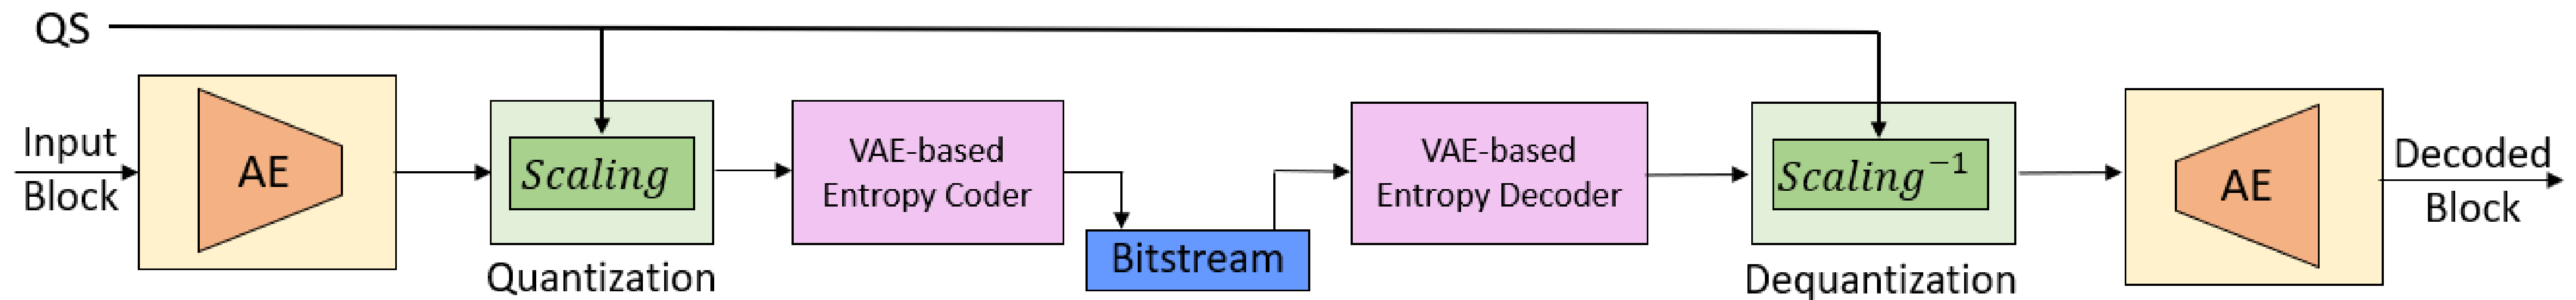 QS
Input
Block
AE
Scaling
Quantization
VAE-based
Entropy Coder
Bitstream
VAE-based
Entropy Decoder
Scaling⁻¹
Dequantization
AE
Decoded
Block